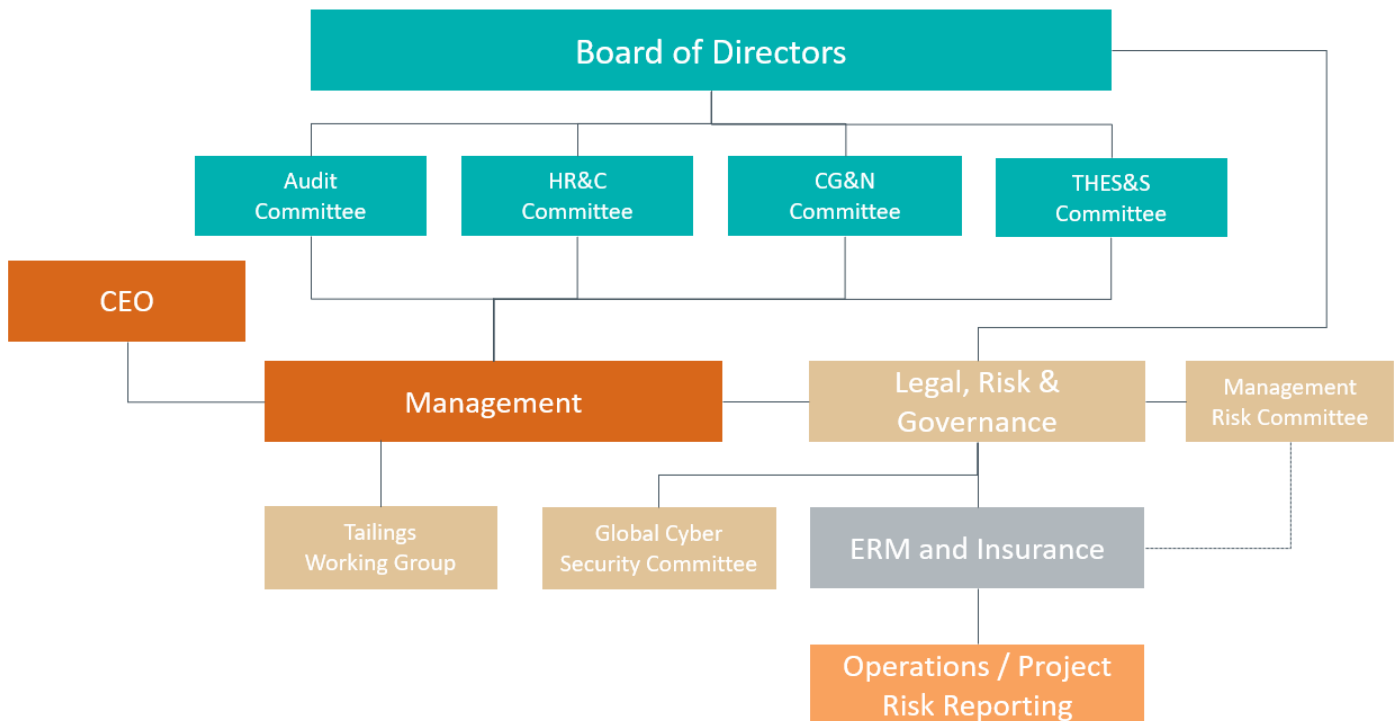 Board of Directors
Audit
Committee
HR&C
Committee
CG&N
Committee
THES&S
Committee
CEO
Management
Legal, Risk &
Governance
Management
Risk Committee
Tailings
Working Group
Global Cyber
Security Committee
ERM and Insurance
Operations / Project
Risk Reporting